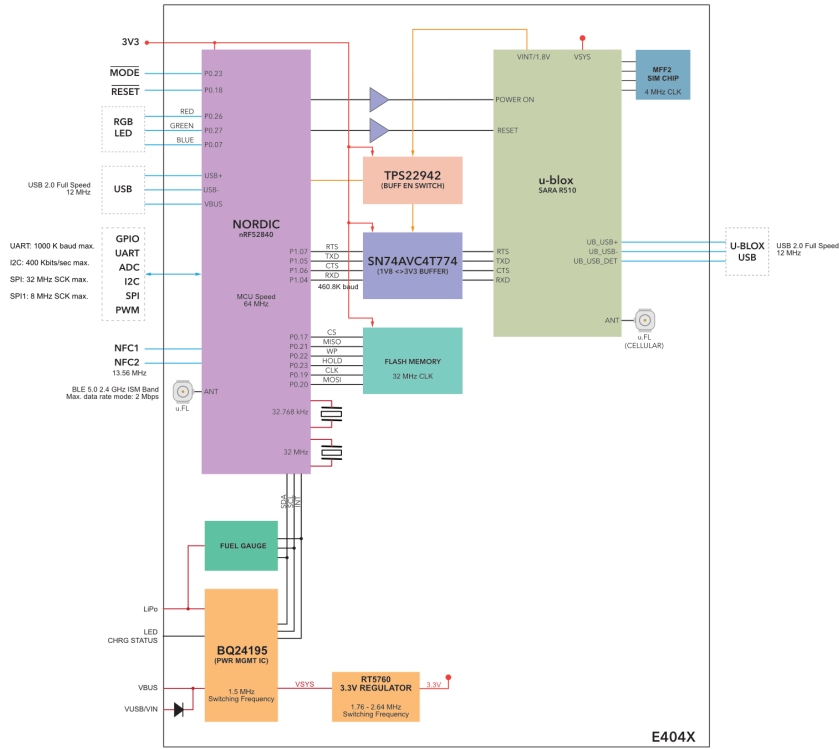 3V3
MODE
RESET
RGB
LED
RED
GREEN
BLUE
P0.23
P0.18
P0.26
P0.27
P0.07
USB 2.0 Full Speed
12 MHz
USB
USB+
USB-
VBUS
UART: 1000 K baud max.
I2C: 400 Kbits/sec max.
SPI: 32 MHz SCK max.
SPI1: 8 MHz SCK max.
GPIO
UART
ADC
I2C
SPI
PWM
NFC1
NFC2
13.56 MHz
BLE 5.0 2.4 GHz ISM Band
Max. data rate mode: 2 Mbps
u.FL
ANT
NORDIC
nRF52840
MCU Speed
64 MHz
P1.07
P1.05
P1.06
P1.04
RTS
TXD
CTS
RXD
460.8K baud
P0.17
P0.21
P0.22
P0.23
P0.19
P0.20
CS
MISO
WP
HOLD
CLK
MOSI
32.768 kHz
32 MHz
SDA
SCL
INT
TPS22942
(BUFF EN SWITCH)
SN74AVC4T774
(1V8 <>3V3 BUFFER)
FLASH MEMORY
32 MHz CLK
VINT/1.8V
VSYS
POWER ON
RESET
u-blox
SARA R510
RTS
TXD
CTS
RXD
UB_USB+
UB_USB-
UB_USB_DET
ANT
u.FL
(CELLULAR)
MFF2
SIM CHIP
4 MHz CLK
U-BLOX
USB
USB 2.0 Full Speed
12 MHz
FUEL GAUGE
LiPo
LED
CHRG STATUS
VBUS
VUSB/VIN
BQ24195
(PWR MGMT IC)
1.5 MHz
Switching Frequency
VSYS
RT5760
3.3V REGULATOR
1.76 - 2.64 MHz
Switching Frequency
3.3V
E404X